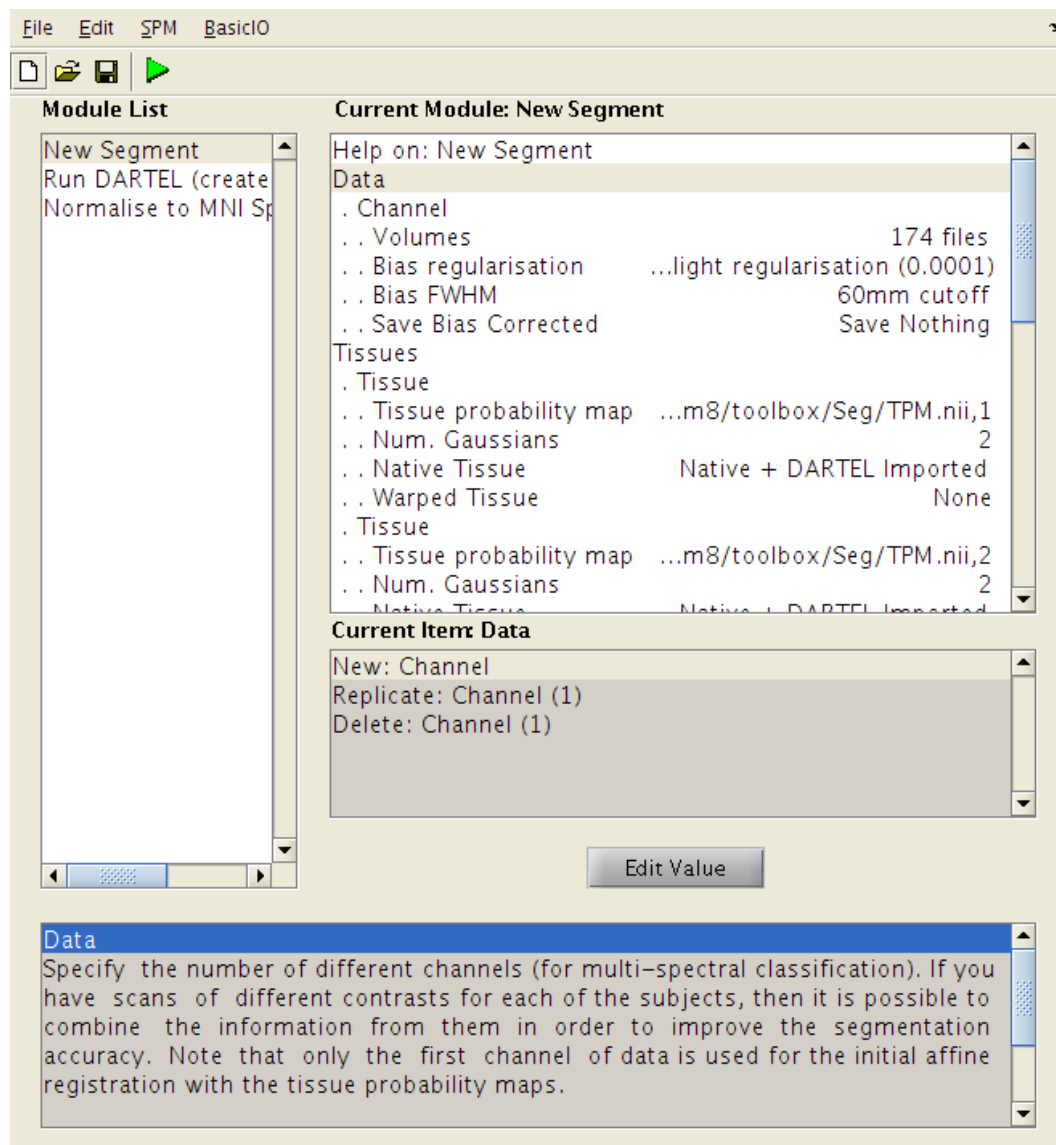 File Edit SPM BasicIO
Module List
New Segment
Run DARTEL (create
Normalise to MNI Sp
Current Module: New Segment
Help on: New Segment
Data
. Channel
. . Volumes 174 files
. . Bias regularisation ...light regularisation (0.0001)
. . Bias FWHM 60mm cutoff
. . Save Bias Corrected Save Nothing
Tissues
. Tissue
. . Tissue probability map ...m8/toolbox/Seg/TPM.nii,1
. . Num. Gaussians 2
. . Native Tissue Native + DARTEL Imported
. . Warped Tissue None
. Tissue
. . Tissue probability map ...m8/toolbox/Seg/TPM.nii,2
. . Num. Gaussians 2
. . Native Tissue Native + DARTEL Imported
Current Item: Data
New: Channel
Replicate: Channel (1)
Delete: Channel (1)
Edit Value
Data
Specify the number of different channels (for multi-spectral classification). If you
have scans of different contrasts for each of the subjects, then it is possible to
combine the information from them in order to improve the segmentation
accuracy. Note that only the first channel of data is used for the initial affine
registration with the tissue probability maps.